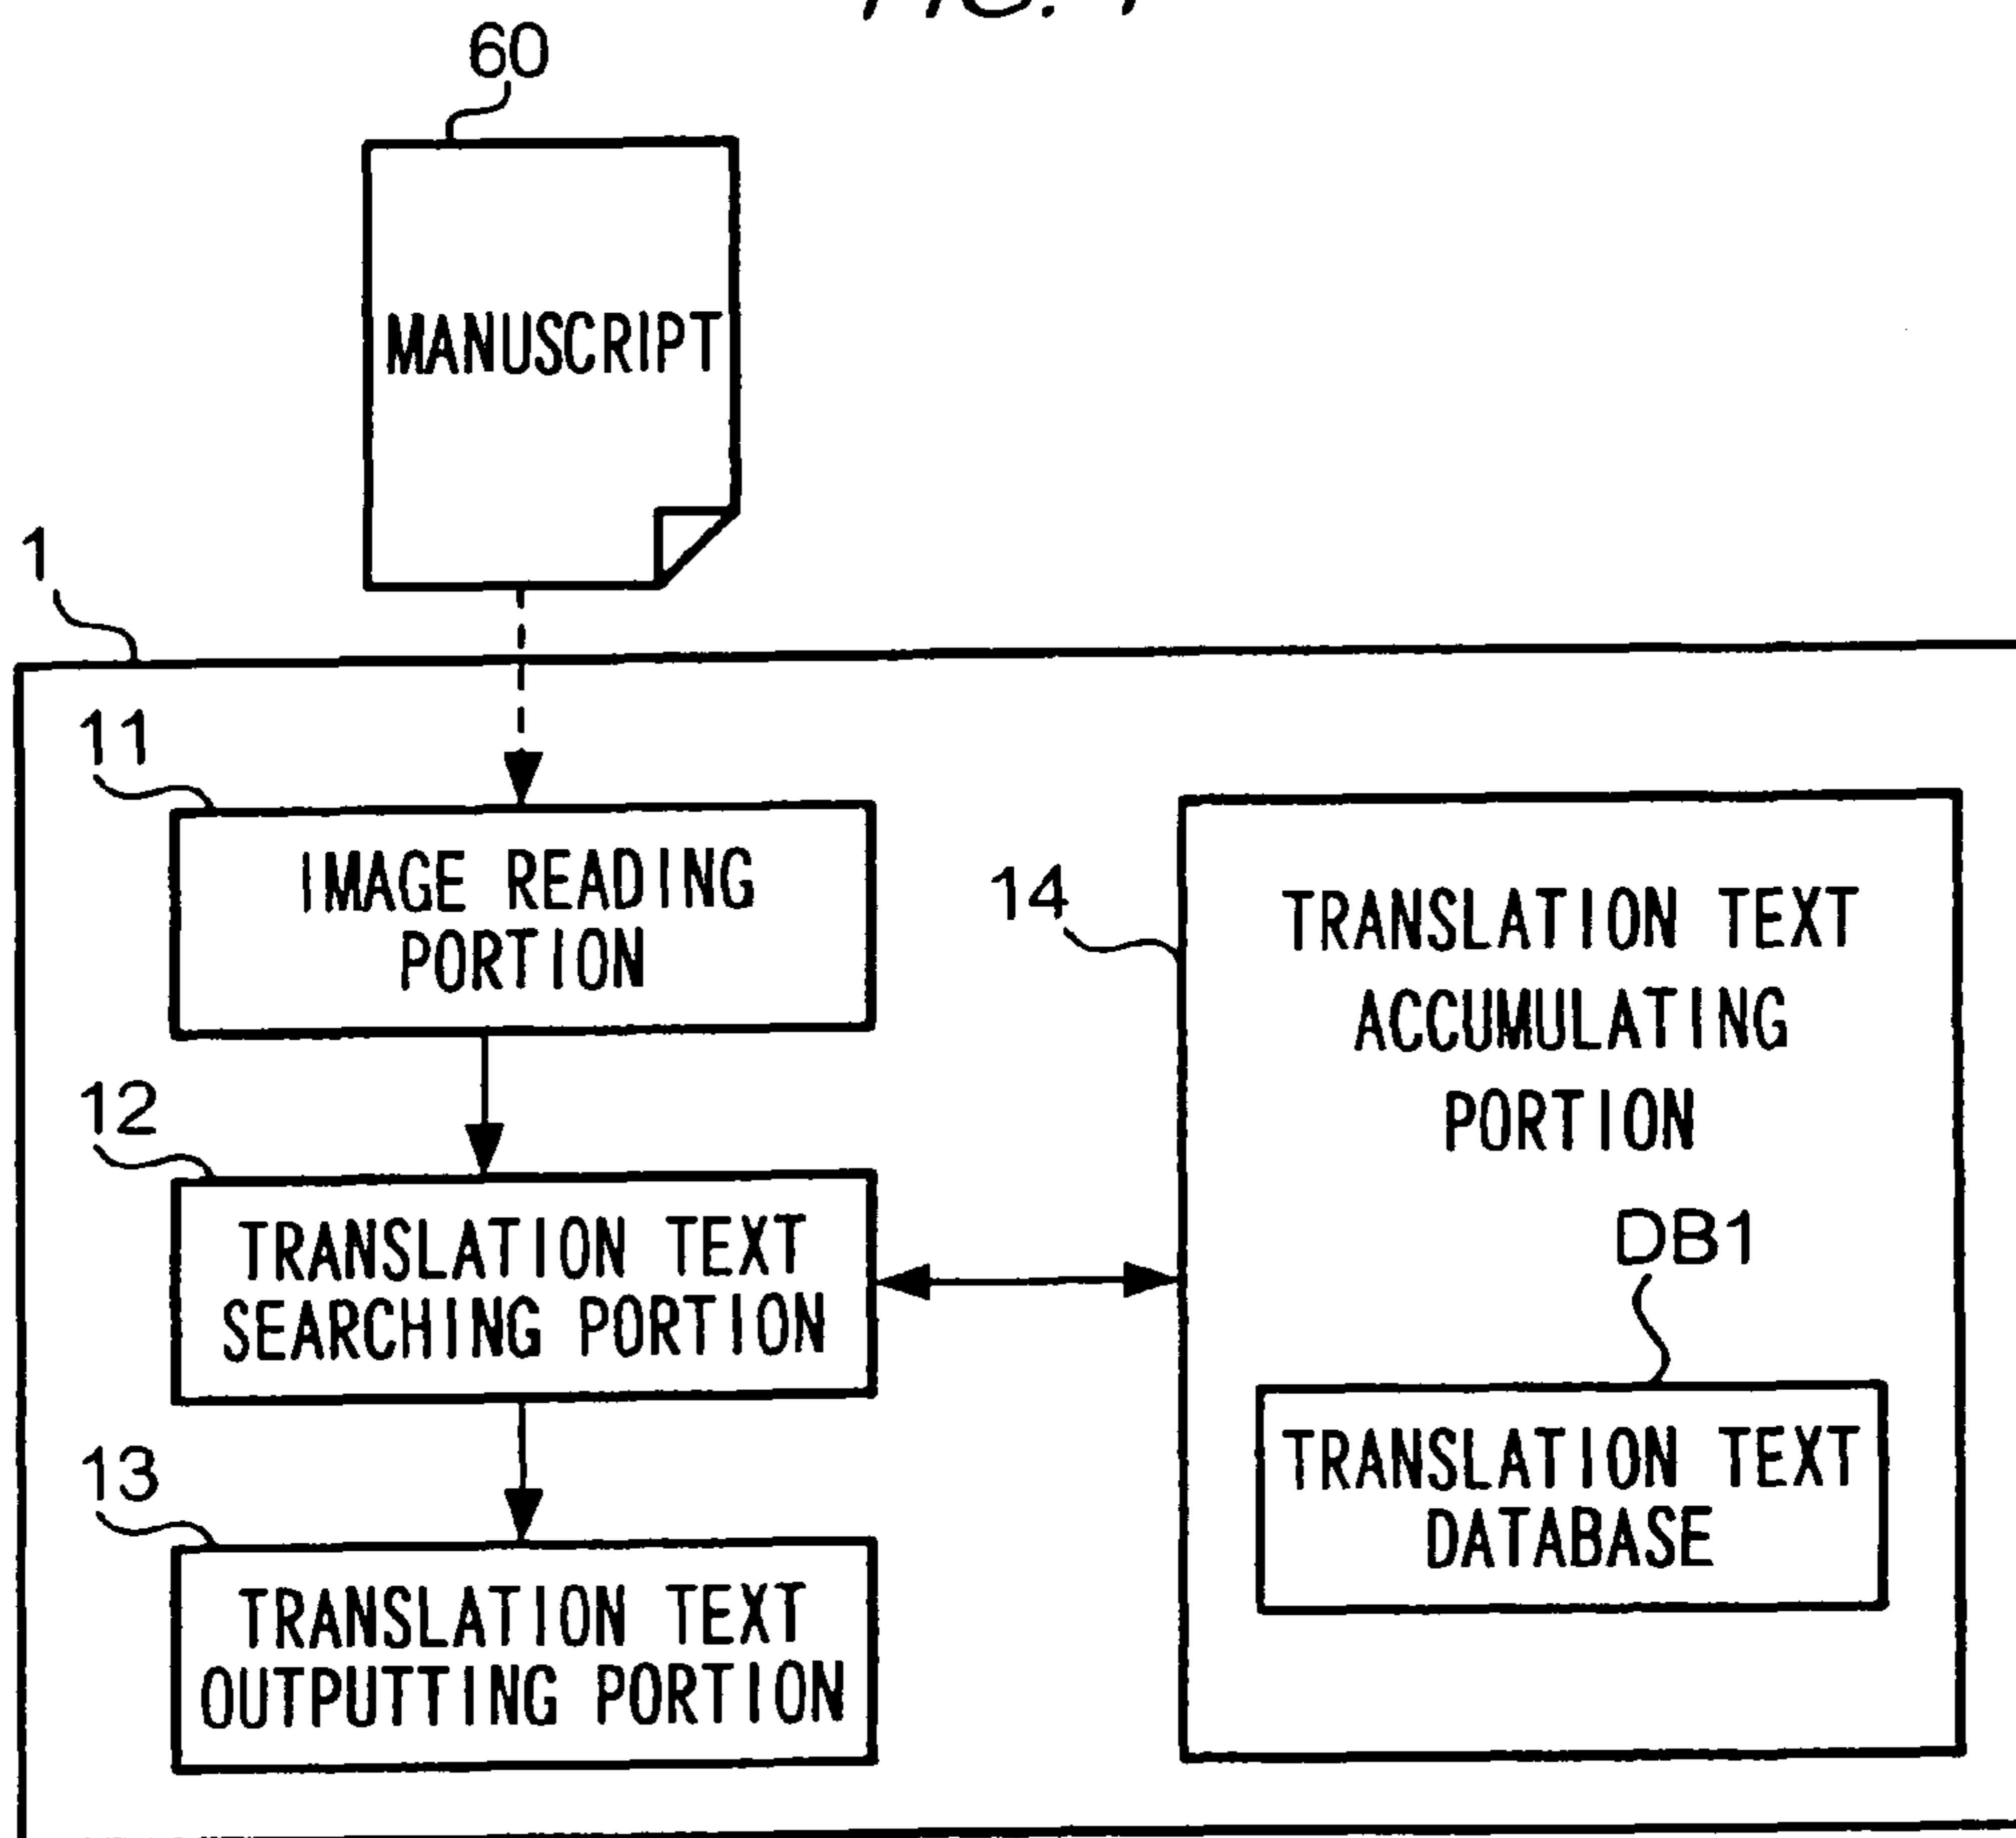 60
MANUSCRIPT
1
11
IMAGE READING
PORTION
12
TRANSLATION TEXT
SEARCHING PORTION
13
TRANSLATION TEXT
OUTPUTTING PORTION
14
TRANSLATION TEXT
ACCUMULATING
PORTION
DB1
TRANSLATION TEXT
DATABASE